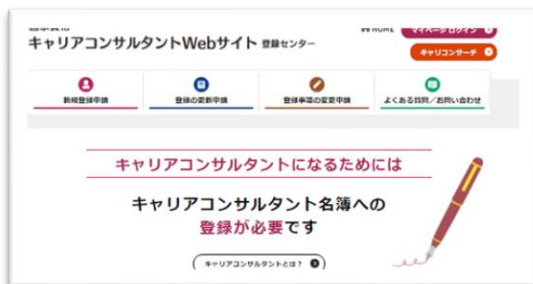 キャリアコンサルタントWebサイト 登録センター
HOME マイページログイン
キャリコンサーチ
新規登録申請 登録の更新申請 登録事項の変更申請 よくある質問／お問い合わせ
キャリアコンサルタントになるためには
キャリアコンサルタント名簿への
登録が必要です
キャリアコンサルタントとは？